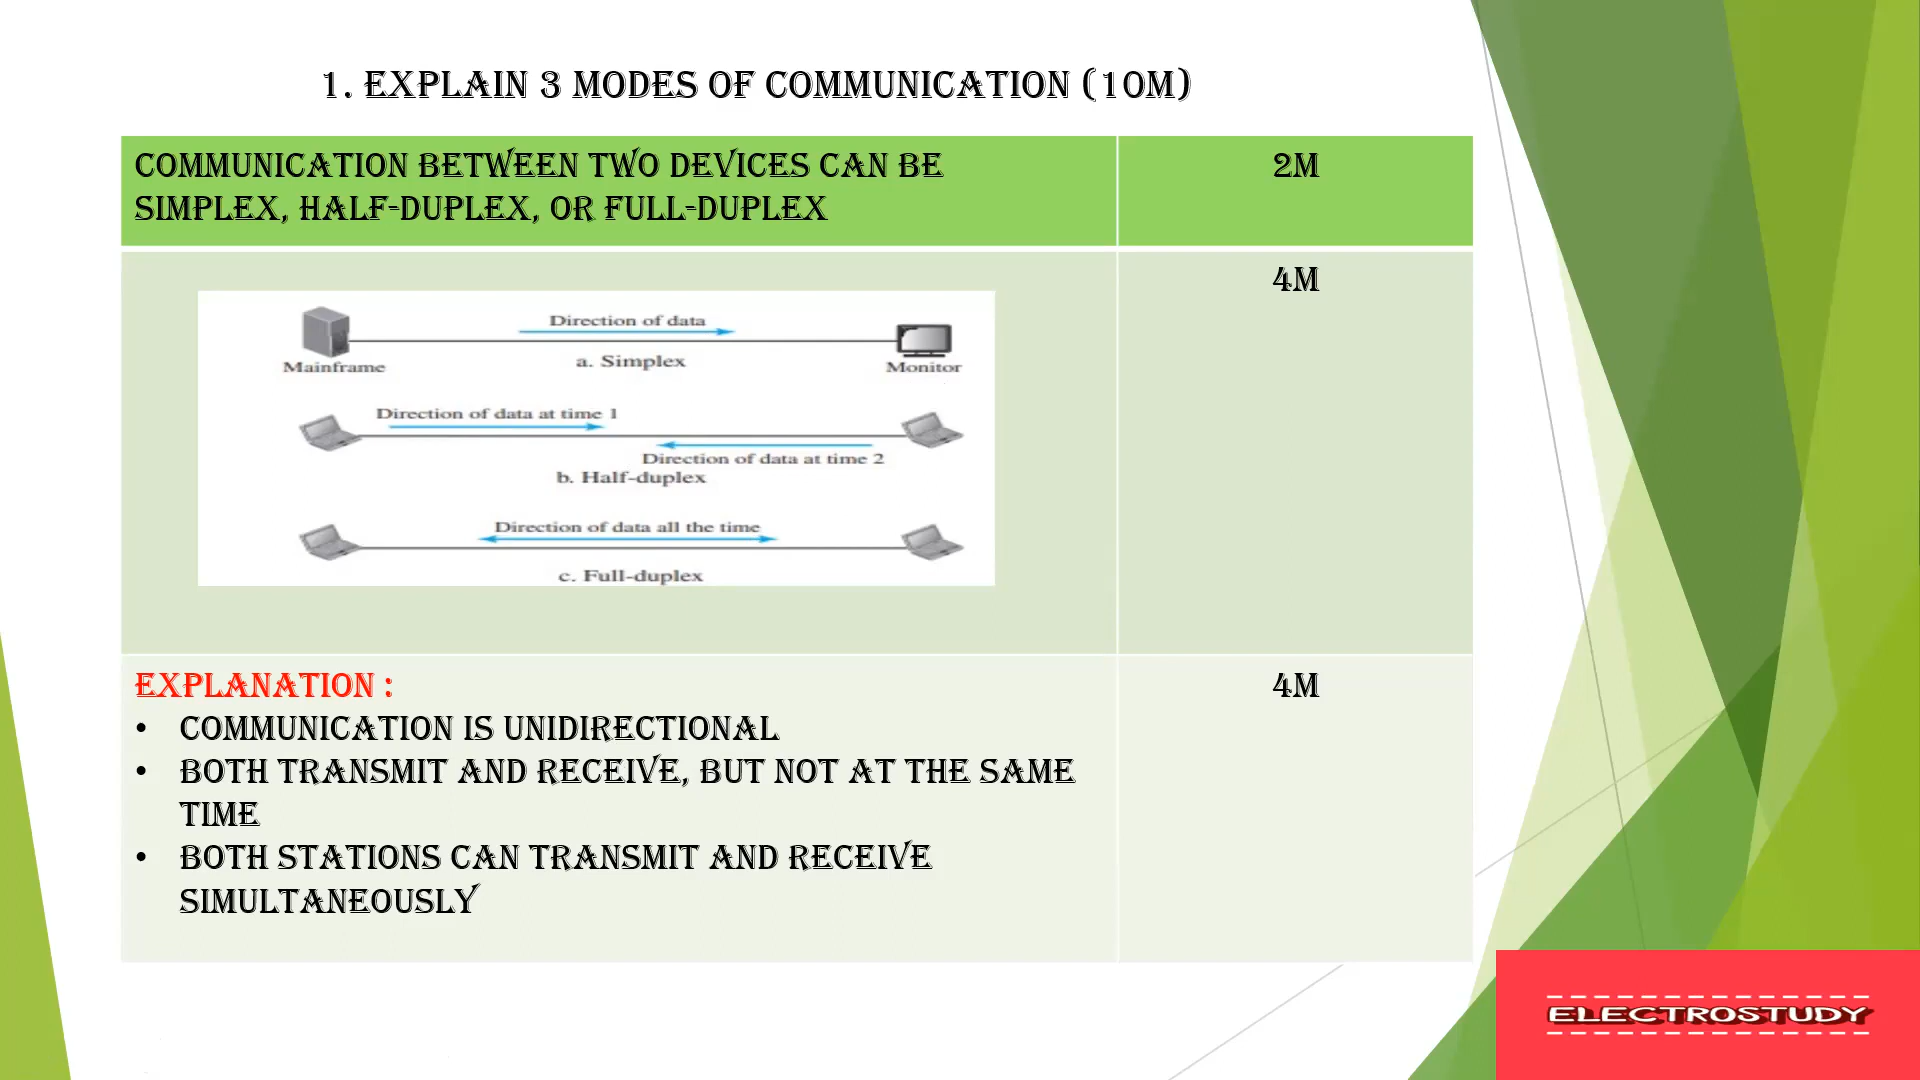 1. EXPLAIN 3 MODES OF COMMUNICATION (10M)
COMMUNICATION BETWEEN TWO DEVICES CAN BE
SIMPLEX, HALF-DUPLEX, OR FULL-DUPLEX
2M
4M
Direction of data
Mainframe
a. Simplex
Monitor
Direction of data at time 1
Direction of data at time 2
b. Half-duplex
Direction of data all the time
c. Full-duplex
EXPLANATION :
4M
• COMMUNICATION IS UNIDIRECTIONAL
• BOTH TRANSMIT AND RECEIVE, BUT NOT AT THE SAME
TIME
• BOTH STATIONS CAN TRANSMIT AND RECEIVE
SIMULTANEOUSLY
ELECTROSTUDY